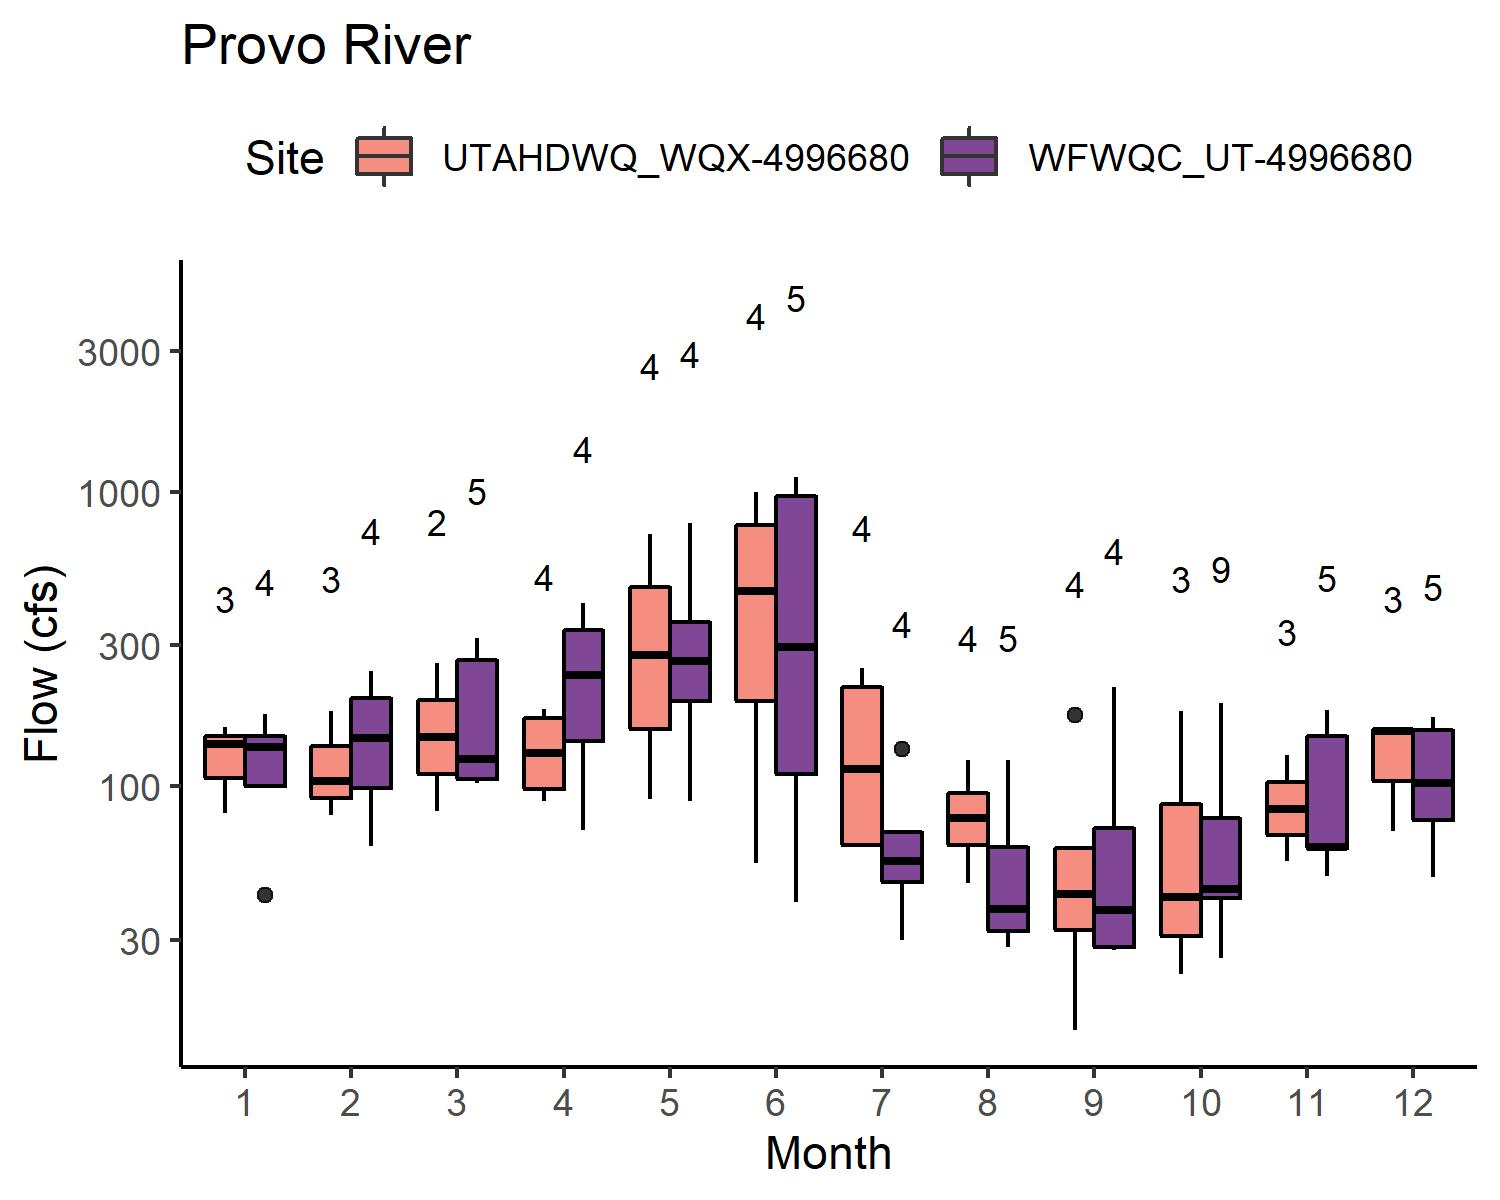 Provo River
Site UTAHDWQ_WQX-4996680 WFWQC_UT-4996680
Flow (cfs)
3000
1000
300
100
30
3 4 3 4 2 5 4 4 4 4 4 5 4 4 4 5 4 4 3 9 3 5 3 5
1 2 3 4 5 6 7 8 9 10 11 12
Month